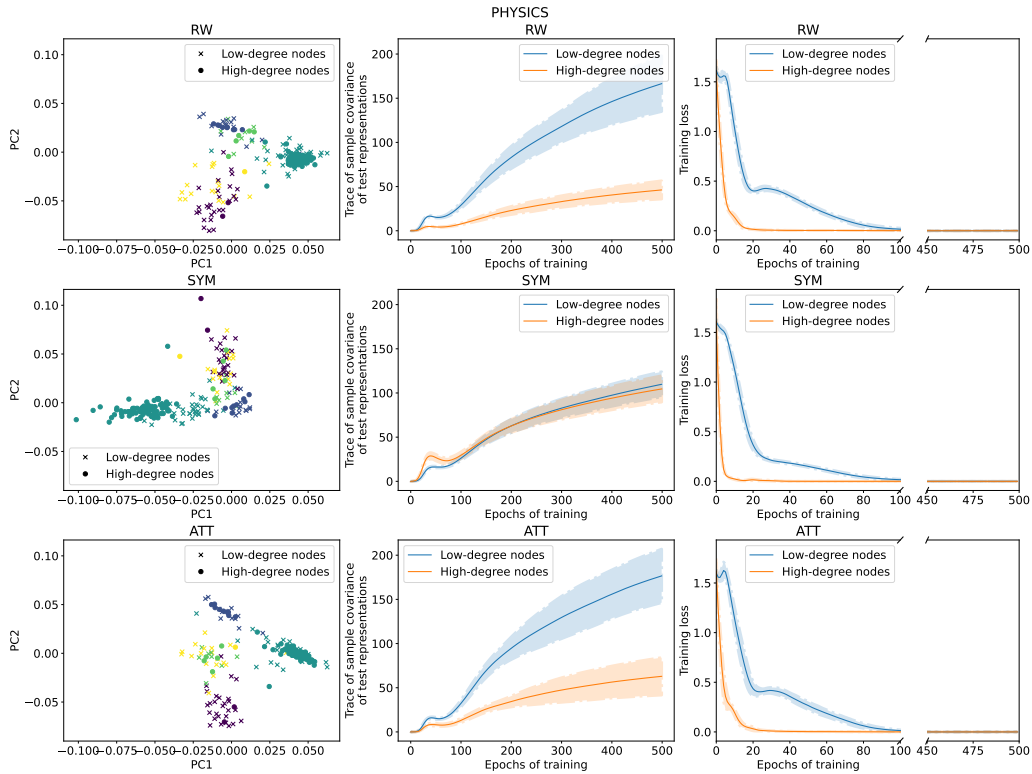 PHYSICS
RW
0.10
0.05
0.00
−0.05
PC2
−0.100
−0.075
−0.050
−0.025
0.000
0.025
0.050
PC1
Low-degree nodes
High-degree nodes
RW
200
150
100
50
0
Trace of sample covariance
of test representations
0
100
200
300
400
500
Epochs of training
Low-degree nodes
High-degree nodes
RW
1.5
1.0
0.5
0.0
Training loss
0
20
40
60
80
100
450
475
500
Epochs of training
Low-degree nodes
High-degree nodes
SYM
0.10
0.05
0.00
−0.05
PC2
−0.100
−0.075
−0.050
−0.025
0.000
0.025
0.050
PC1
Low-degree nodes
High-degree nodes
SYM
200
150
100
50
0
Trace of sample covariance
of test representations
0
100
200
300
400
500
Epochs of training
Low-degree nodes
High-degree nodes
SYM
1.5
1.0
0.5
0.0
Training loss
0
20
40
60
80
100
450
475
500
Epochs of training
Low-degree nodes
High-degree nodes
ATT
0.10
0.05
0.00
−0.05
PC2
−0.100
−0.075
−0.050
−0.025
0.000
0.025
0.050
PC1
Low-degree nodes
High-degree nodes
ATT
200
150
100
50
0
Trace of sample covariance
of test representations
0
100
200
300
400
500
Epochs of training
Low-degree nodes
High-degree nodes
ATT
1.5
1.0
0.5
0.0
Training loss
0
20
40
60
80
100
450
475
500
Epochs of training
Low-degree nodes
High-degree nodes